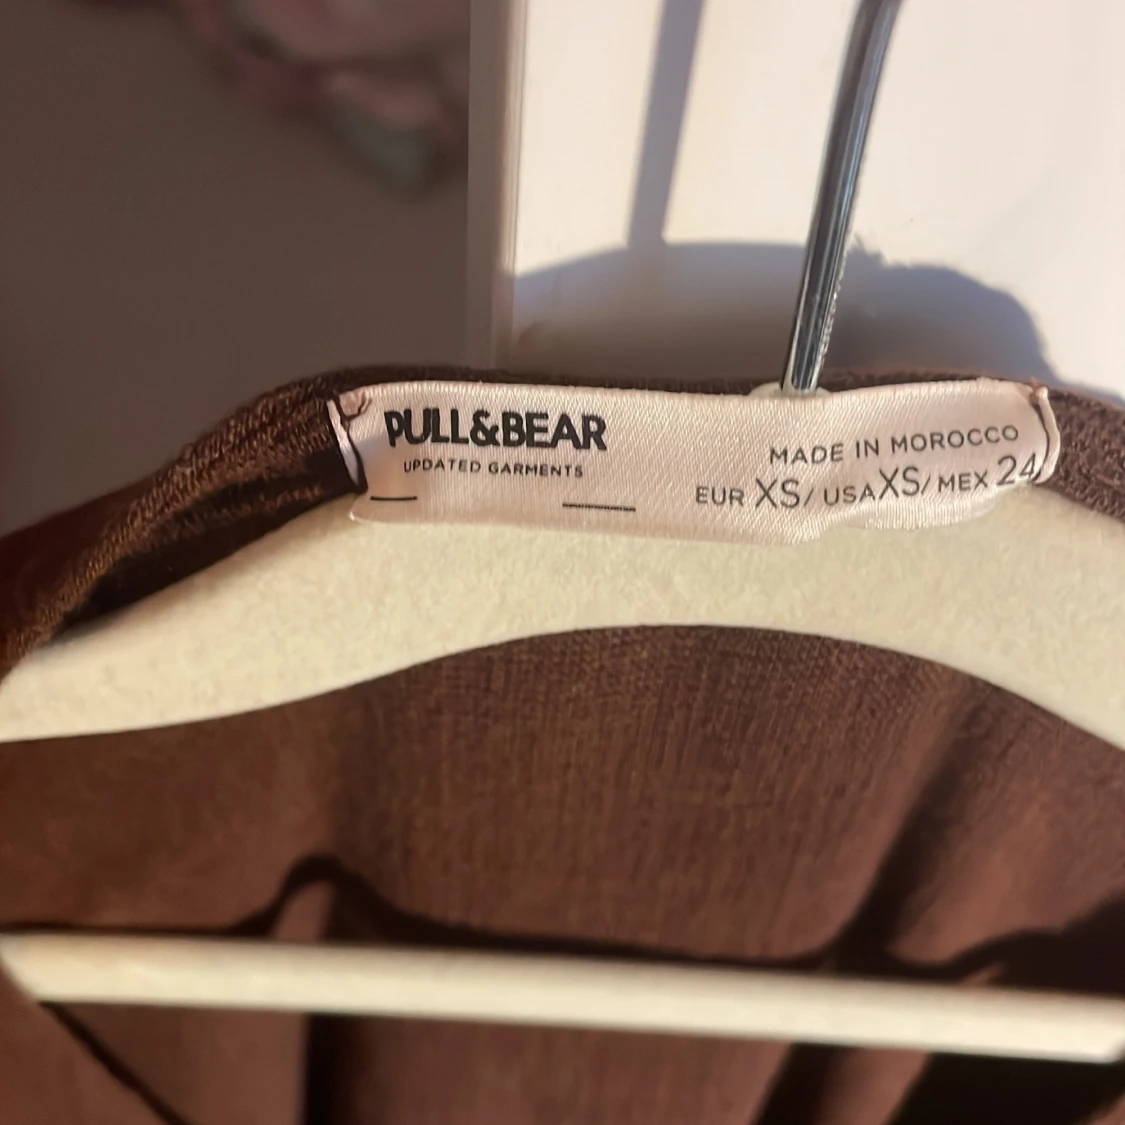 PULL&BEAR
UPDATED GARMENTS
MADE IN MOROCCO
EUR XS/ USA XS/ MEX 24